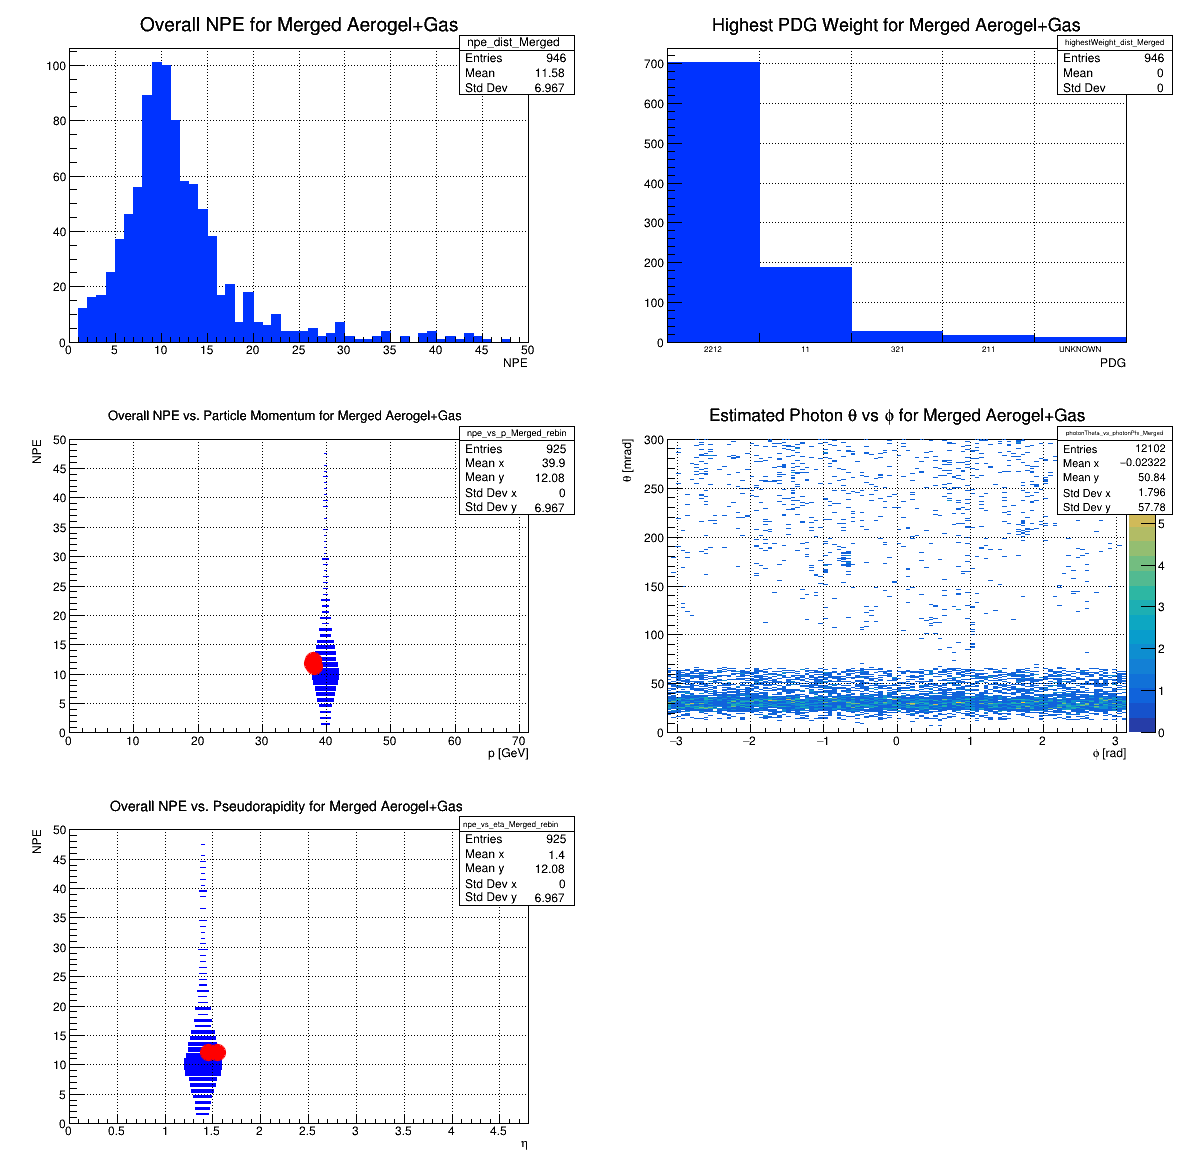 Overall NPE for Merged Aerogel+Gas
npe_dist_Merged
Entries 946
Mean 11.58
Std Dev 6.967
100
80
60
40
20
0
0 5 10 15 20 25 30 35 40 45 50
NPE
Highest PDG Weight for Merged Aerogel+Gas
highestWeight_dist_Merged
Entries 946
Mean 0
Std Dev 0
700
600
500
400
300
200
100
0
2212 11 321 211 UNKNOWN
PDG
Overall NPE vs. Particle Momentum for Merged Aerogel+Gas
npe_vs_p_Merged_rebin
Entries 925
Mean x 39.9
Mean y 12.08
Std Dev x 0
Std Dev y 6.967
NPE
50
45
40
35
30
25
20
15
10
5
0
0 10 20 30 40 50 60 70
p [GeV]
Estimated Photon θ vs ϕ for Merged Aerogel+Gas
photonTheta_vs_photonPhi_Merged
Entries 12102
Mean x −0.02322
Mean y 50.84
Std Dev x 1.796
Std Dev y 57.78
θ [mrad]
300
250
200
150
100
50
0
−3 −2 −1 0 1 2 3
ϕ [rad]
5
4
3
2
1
0
Overall NPE vs. Pseudorapidity for Merged Aerogel+Gas
npe_vs_eta_Merged_rebin
Entries 925
Mean x 1.4
Mean y 12.08
Std Dev x 0
Std Dev y 6.967
NPE
50
45
40
35
30
25
20
15
10
5
0
0 0.5 1 1.5 2 2.5 3 3.5 4 4.5
η